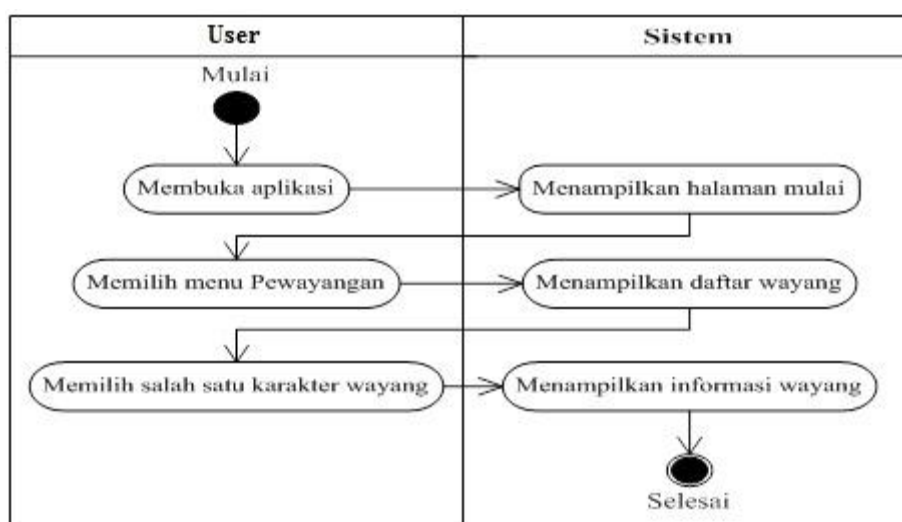 User
Sistem
Mulai
Membuka aplikasi
Menampilkan halaman mulai
Memilih menu Pewayangan
Menampilkan daftar wayang
Memilih salah satu karakter wayang
Menampilkan informasi wayang
Selesai